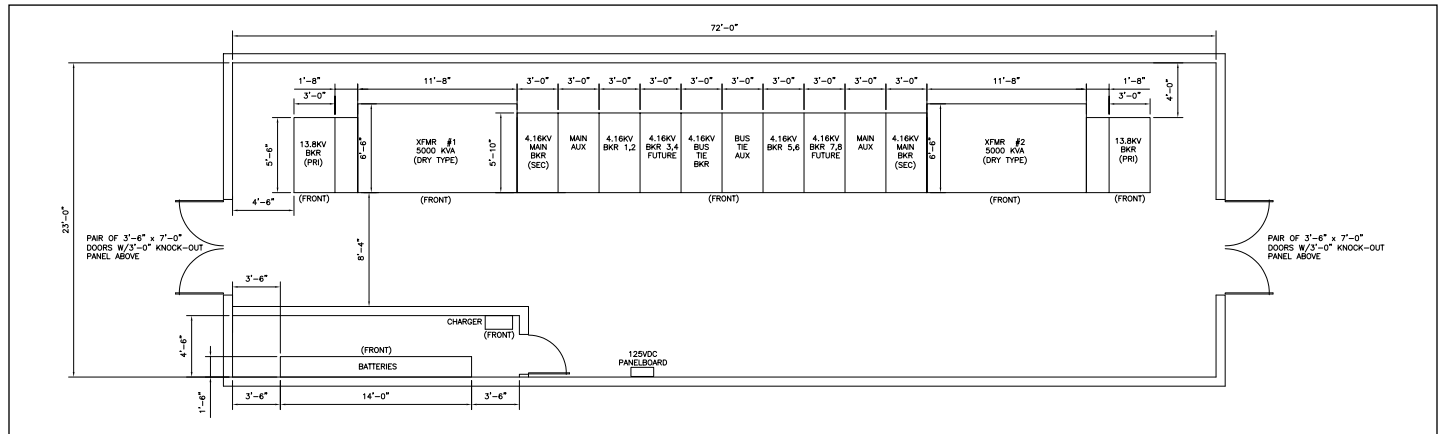 72'-0"
1'-8"
11'-8"
3'-0"
3'-0"
3'-0"
3'-0"
3'-0"
3'-0"
3'-0"
3'-0"
3'-0"
3'-0"
11'-8"
1'-8"
3'-0"
3'-0"
4'-0"
13.8KV
BKR
(PRI)
XFMR #1
5000 KVA
(DRY TYPE)
4.16KV
MAIN
BKR
(SEC)
MAIN
AUX
4.16KV
BKR 1,2
4.16KV
BKR 3,4
FUTURE
4.16KV
BUS
TIE
BKR
BUS
TIE
AUX
4.16KV
BKR 5,6
4.16KV
BKR 7,8
FUTURE
MAIN
AUX
4.16KV
MAIN
BKR
(SEC)
XFMR #2
5000 KVA
(DRY TYPE)
13.8KV
BKR
(PRI)
5'-6"
6'-6"
5'-10"
6'-6"
(FRONT)
(FRONT)
(FRONT)
(FRONT)
(FRONT)
4'-6"
23'-0"
PAIR OF 3'-6" x 7'-0"
DOORS W/3'-0" KNOCK-OUT
PANEL ABOVE
8'-4"
PAIR OF 3'-6" x 7'-0"
DOORS W/3'-0" KNOCK-OUT
PANEL ABOVE
3'-6"
CHARGER
(FRONT)
4'-6"
(FRONT)
BATTERIES
125VDC
PANELBOARD
1'-6"
3'-6"
14'-0"
3'-6"